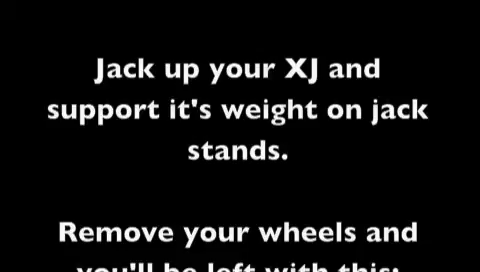 Jack up your XJ and
support it's weight on jack
stands.
Remove your wheels and
you'll be left with this: